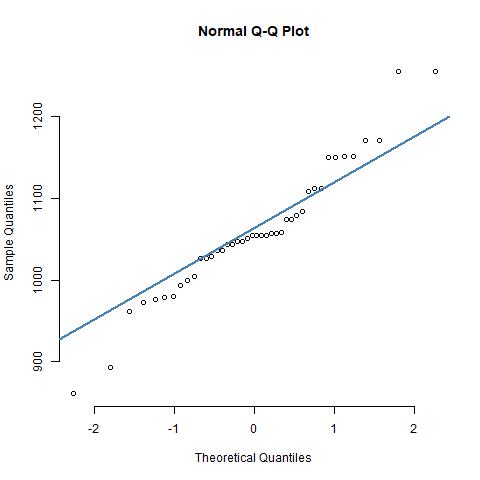 Normal Q-Q Plot
1200
1100
1000
900
Sample Quantiles
-2 -1 0 1 2
Theoretical Quantiles